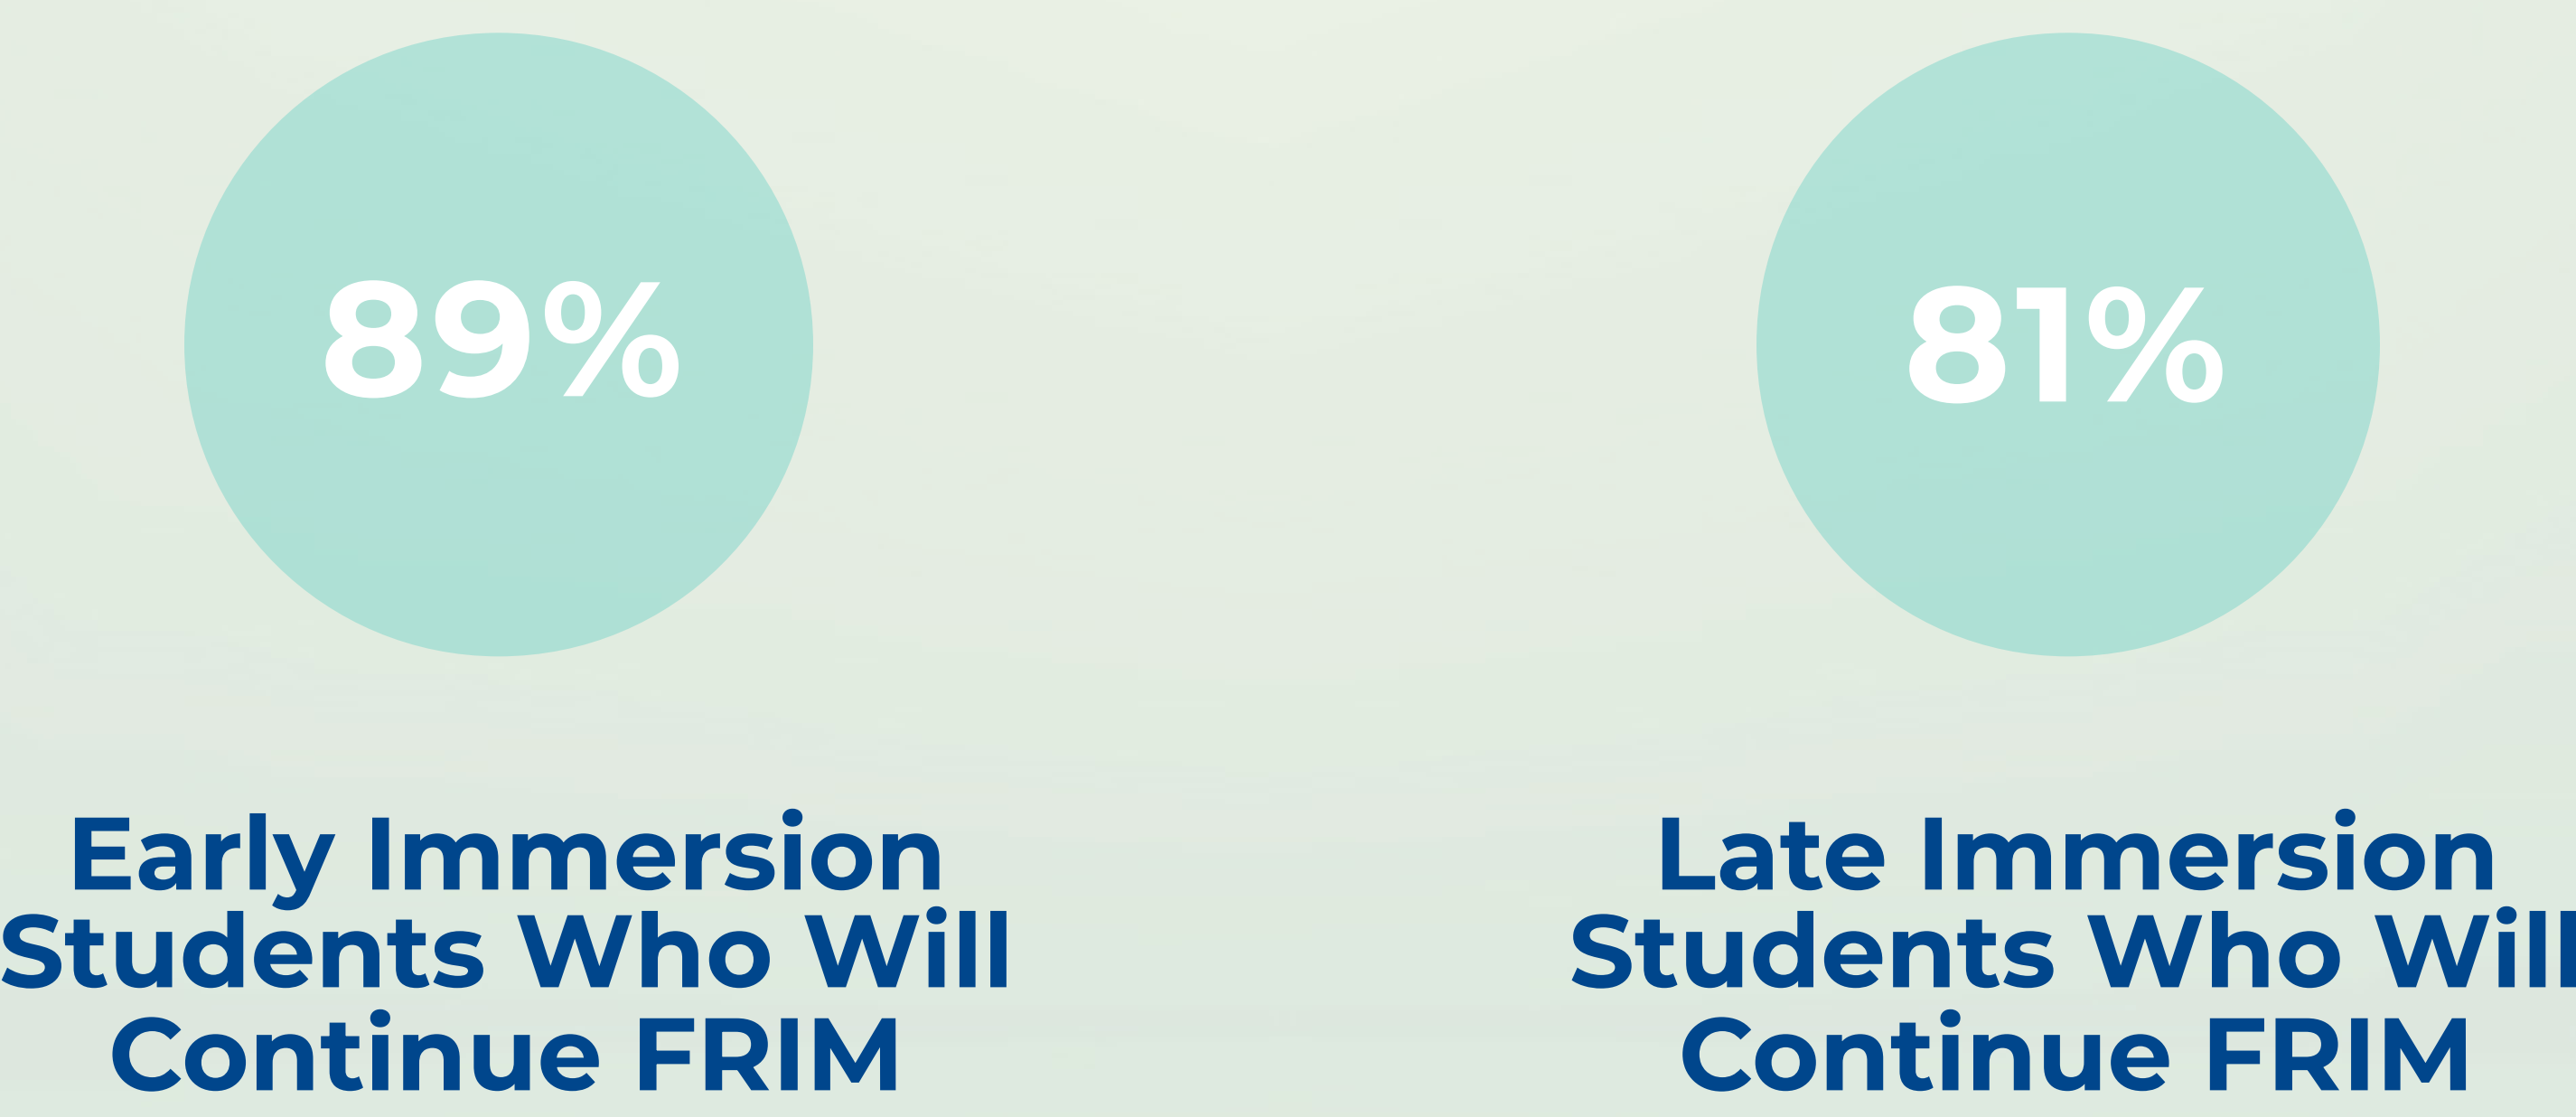 89%
Early Immersion
Students Who Will
Continue FRIM
81%
Late Immersion
Students Who Will
Continue FRIM